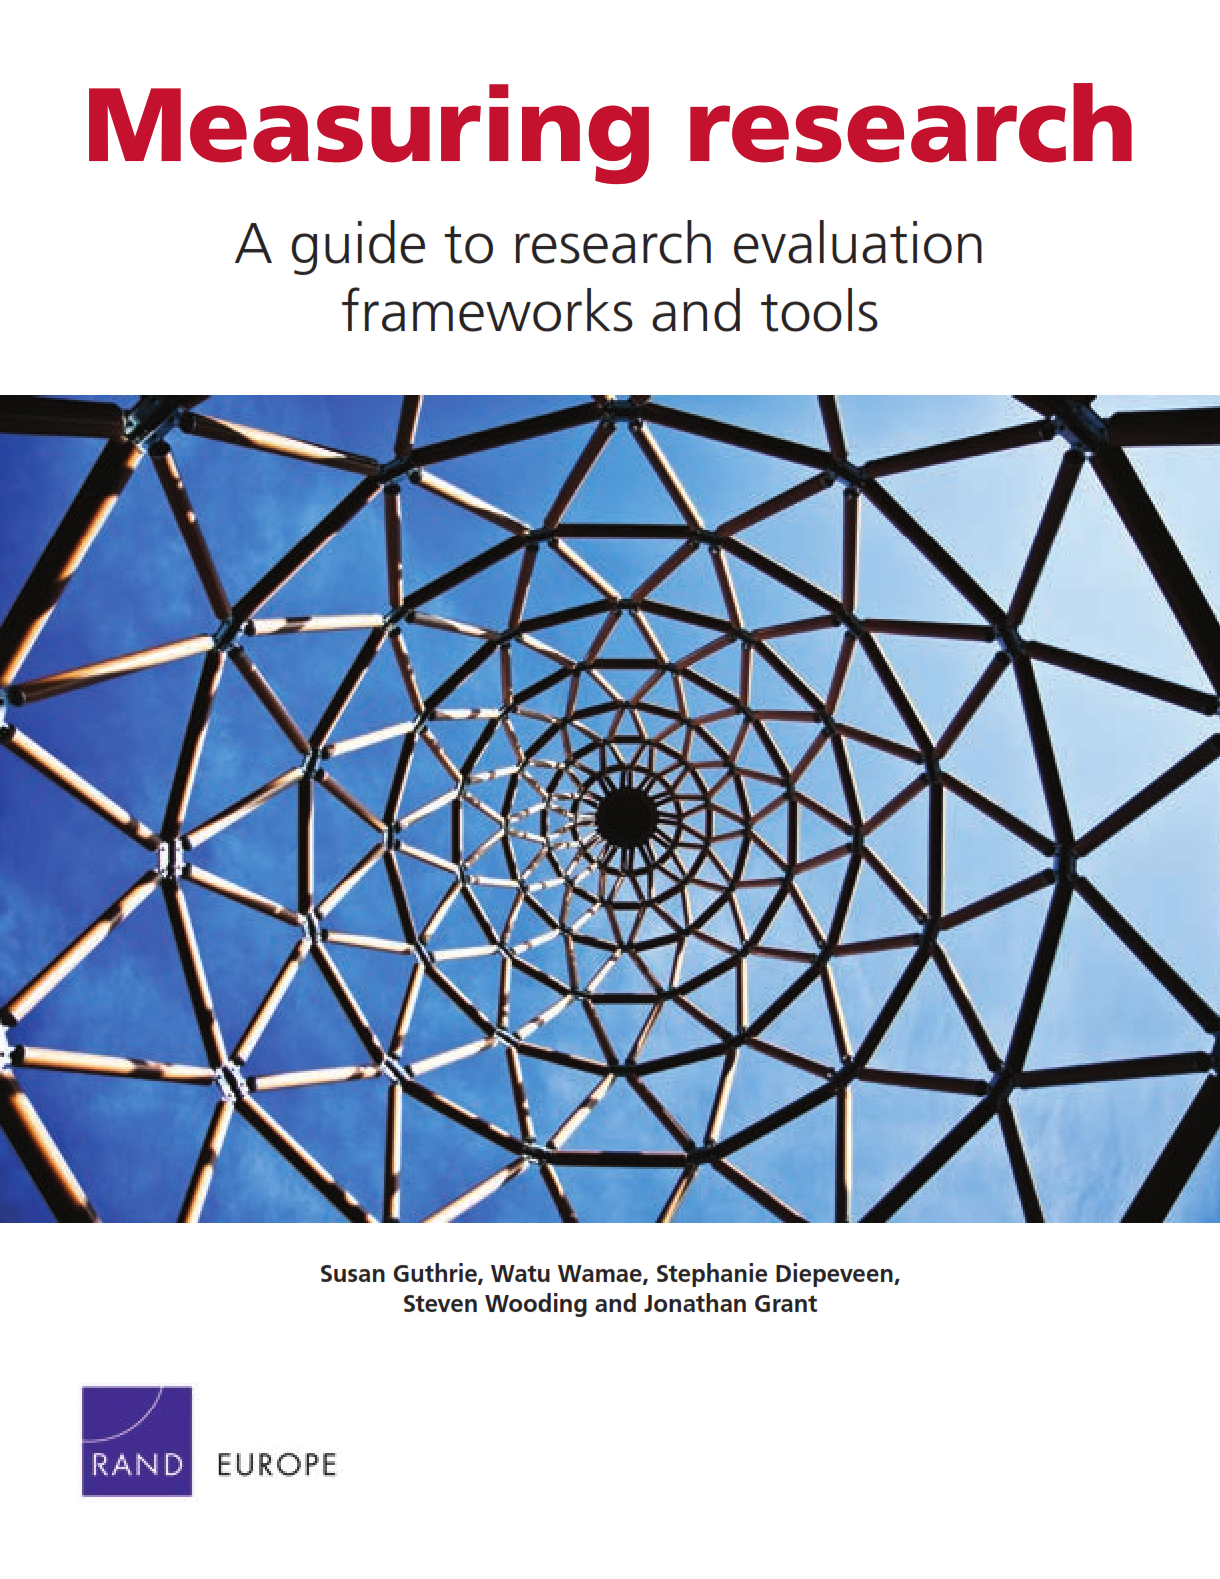 Measuring research
A guide to research evaluation
frameworks and tools
Susan Guthrie, Watu Wamae, Stephanie Diepeveen,
Steven Wooding and Jonathan Grant
RAND EUROPE